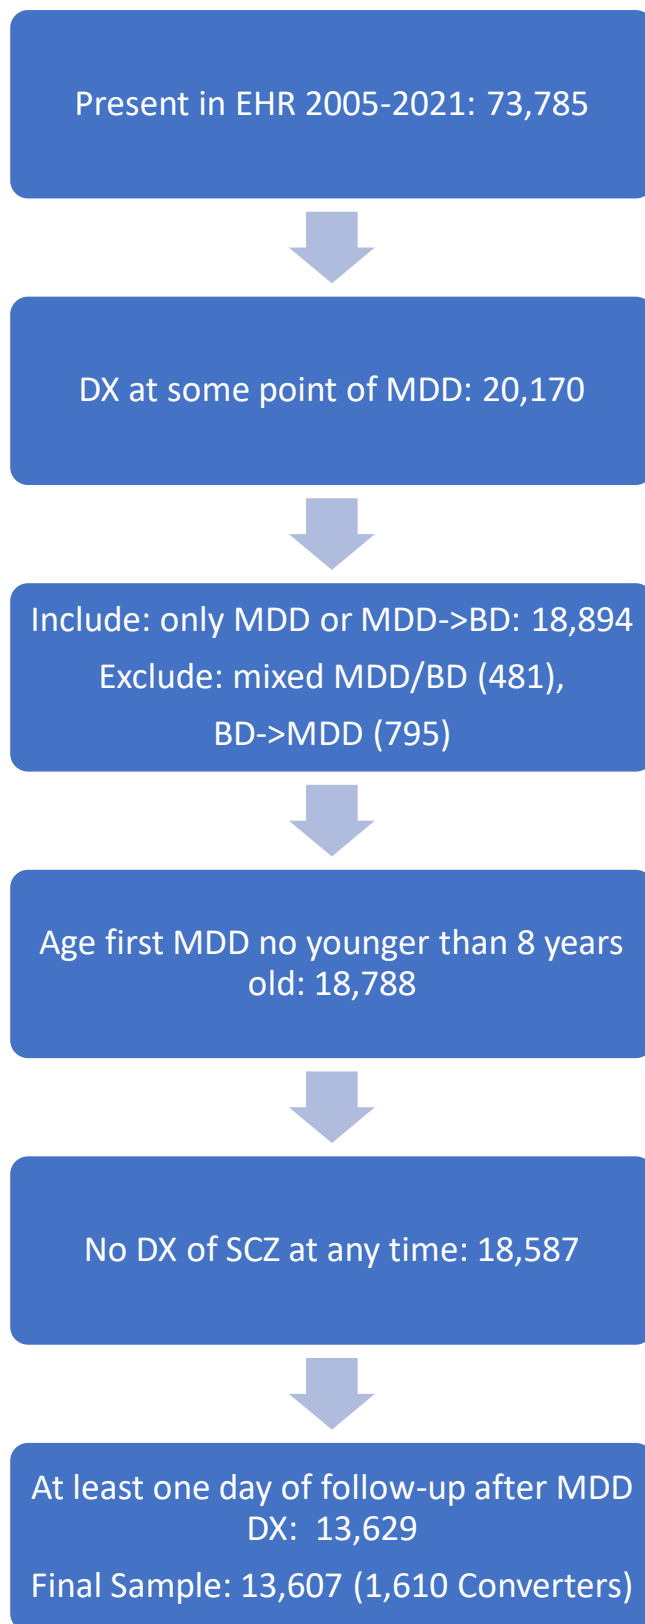 Present in EHR 2005-2021: 73,785
DX at some point of MDD: 20,170
Include: only MDD or MDD->BD: 18,894
Exclude: mixed MDD/BD (481),
BD->MDD (795)
Age first MDD no younger than 8 years
old: 18,788
No DX of SCZ at any time: 18,587
At least one day of follow-up after MDD
DX: 13,629
Final Sample: 13,607 (1,610 Converters)